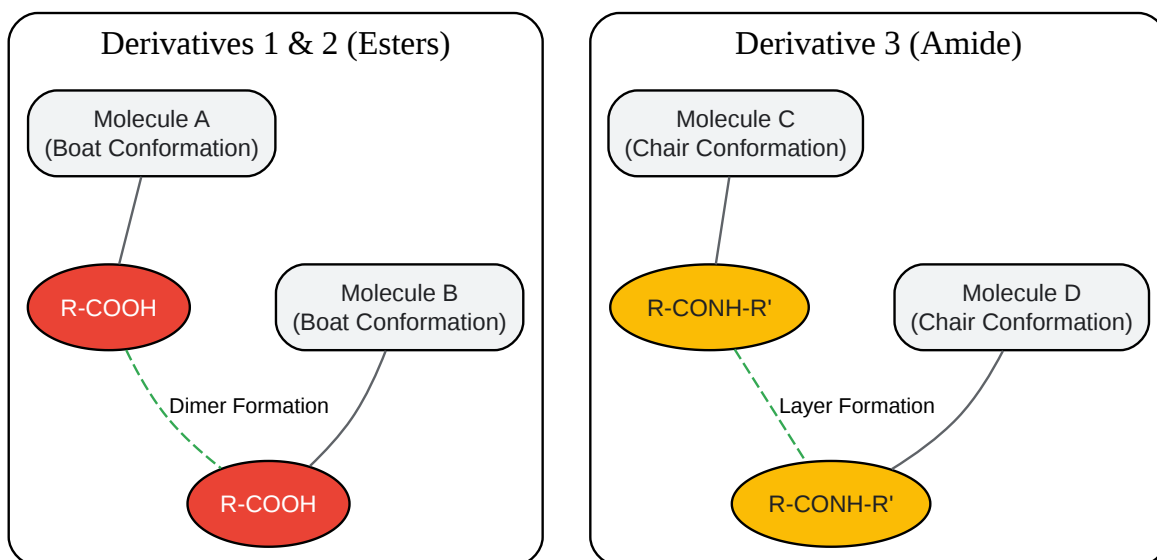 Derivatives 1 & 2 (Esters)
Molecule A
(Boat Conformation)
R-COOH
Molecule B
(Boat Conformation)
Dimer Formation
R-COOH
Derivative 3 (Amide)
Molecule C
(Chair Conformation)
R-CONH-R'
Molecule D
(Chair Conformation)
Layer Formation
R-CONH-R'